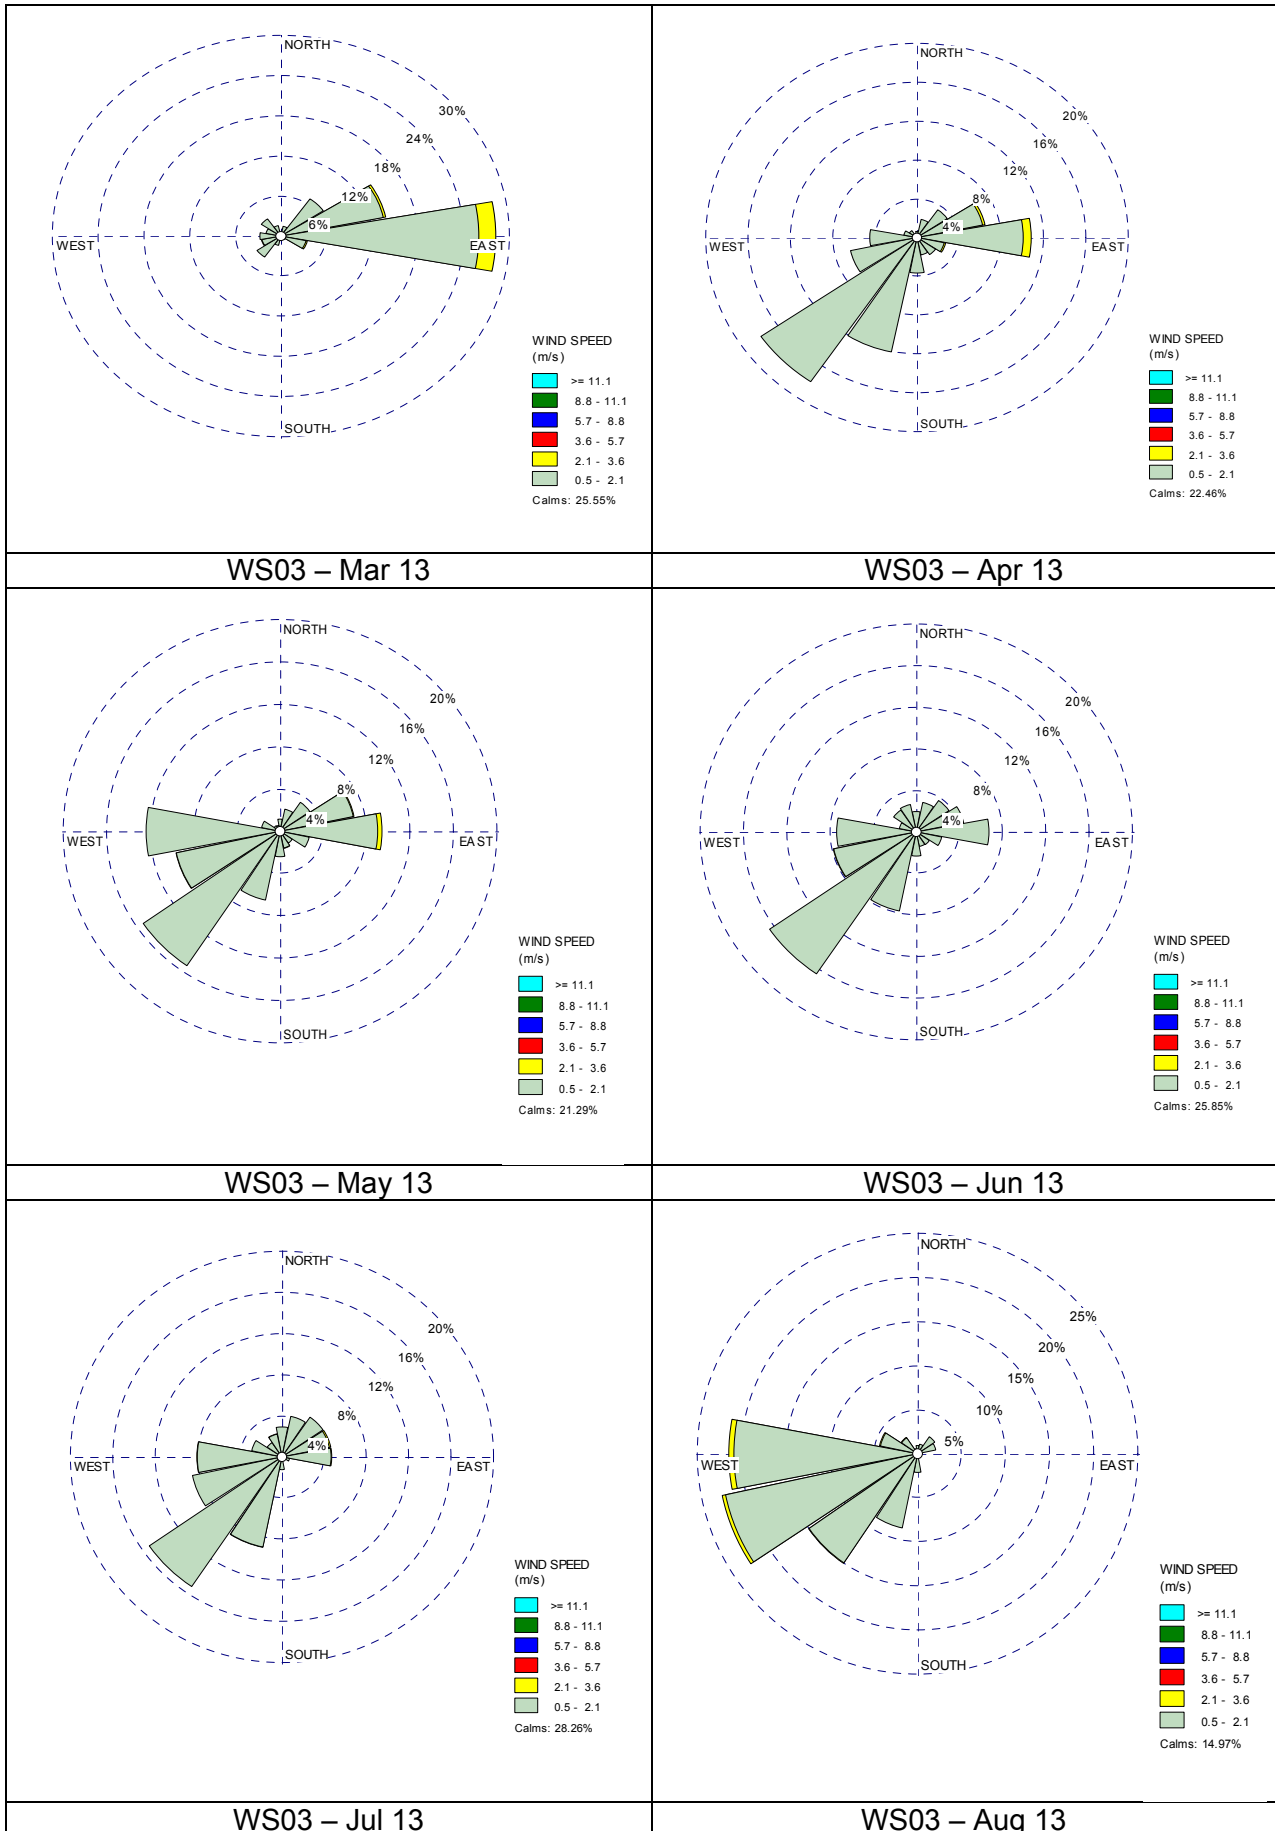 NORTH
30%
24%
18%
12%
6%
WEST
EAST
SOUTH
WIND SPEED
(m/s)
>= 11.1
8.8 - 11.1
5.7 - 8.8
3.6 - 5.7
2.1 - 3.6
0.5 - 2.1
Calms: 25.55%
WS03 – Mar 13
NORTH
20%
16%
12%
8%
4%
WEST
EAST
SOUTH
WIND SPEED
(m/s)
>= 11.1
8.8 - 11.1
5.7 - 8.8
3.6 - 5.7
2.1 - 3.6
0.5 - 2.1
Calms: 22.46%
WS03 – Apr 13
NORTH
20%
16%
12%
8%
4%
WEST
EAST
SOUTH
WIND SPEED
(m/s)
>= 11.1
8.8 - 11.1
5.7 - 8.8
3.6 - 5.7
2.1 - 3.6
0.5 - 2.1
Calms: 21.29%
WS03 – May 13
NORTH
20%
16%
12%
8%
4%
WEST
EAST
SOUTH
WIND SPEED
(m/s)
>= 11.1
8.8 - 11.1
5.7 - 8.8
3.6 - 5.7
2.1 - 3.6
0.5 - 2.1
Calms: 25.85%
WS03 – Jun 13
NORTH
20%
16%
12%
8%
4%
WEST
EAST
SOUTH
WIND SPEED
(m/s)
>= 11.1
8.8 - 11.1
5.7 - 8.8
3.6 - 5.7
2.1 - 3.6
0.5 - 2.1
Calms: 28.26%
WS03 – Jul 13
NORTH
25%
20%
15%
10%
5%
WEST
EAST
SOUTH
WIND SPEED
(m/s)
>= 11.1
8.8 - 11.1
5.7 - 8.8
3.6 - 5.7
2.1 - 3.6
0.5 - 2.1
Calms: 14.97%
WS03 – Aug 13